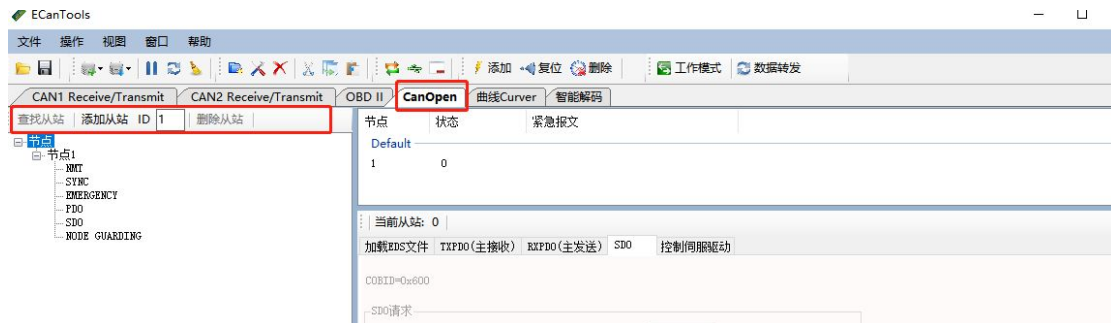 ECanTools
文件 操作 视图 窗口 帮助
添加 复位 删除 工作模式 数据转发
CAN1 Receive/Transmit CAN2 Receive/Transmit OBD II CanOpen 曲线Curver 智能解码
查找从站 添加从站 ID 1 删除从站
节点
节点1
NMT
SYNC
EMERGENCY
PDO
SDO
NODE GUARDING
节点 状态 紧急报文
Default
1 0
当前从站: 0
加载EDS文件 TXPDO(主接收) RXPDO(主发送) SDO 控制伺服驱动
COBID=0x600
SDO请求